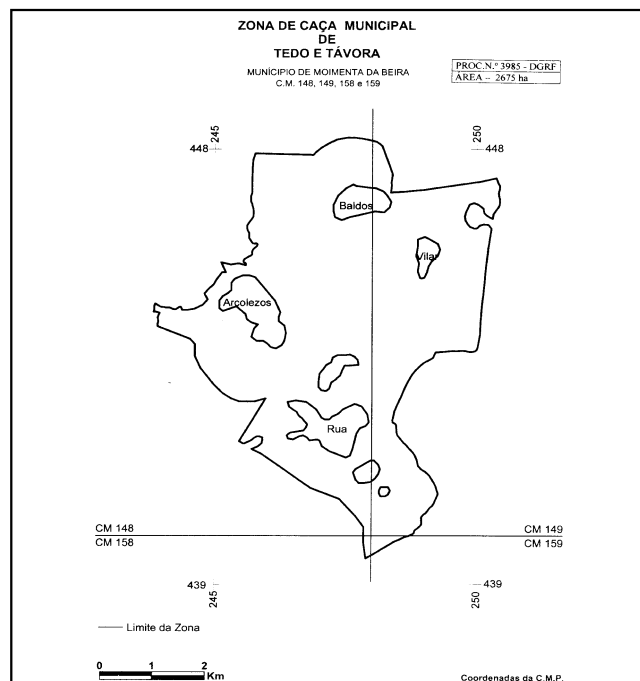 ZONA DE CAÇA MUNICIPAL
DE
TEDO E TÁVORA
MUNÍCIPIO DE MOIMENTA DA BEIRA
C.M. 148, 149, 158 e 159
PROC.N.º 3985 - DGRF
ÁREA – 2675 ha
245
250
448
448
Baldos
Vilar
Arcolezos
Rua
CM 148
CM 149
CM 158
CM 159
439
439
245
250
Limite da Zona
0 1 2
Km
Coordenadas da C.M.P.